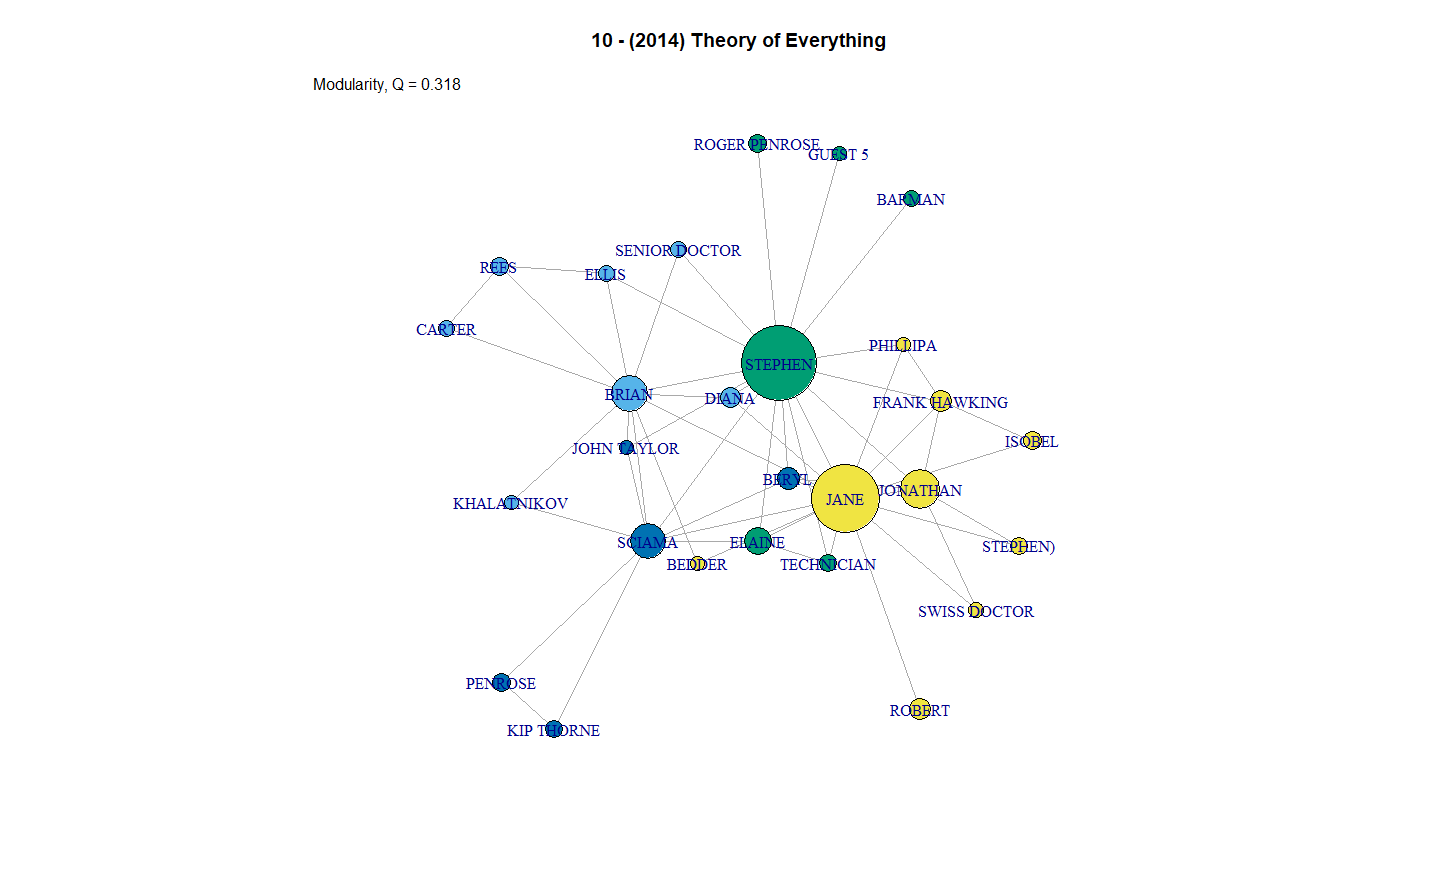 10 - (2014) Theory of Everything
Modularity, Q = 0.318
ROGER PENROSE
GUEST 5
BARMAN
SENIOR DOCTOR
REES
ELLIS
CARTER
PHILLIPA
STEPHEN
BRIAN
DIANA
FRANK HAWKING
ISOBEL
JOHN TAYLOR
BERYL
JONATHAN
JANE
KHALATNIKOV
SCIAMA
ELAINE
STEPHEN)
BEDDER
TECHNICIAN
SWISS DOCTOR
PENROSE
ROBERT
KIP THORNE